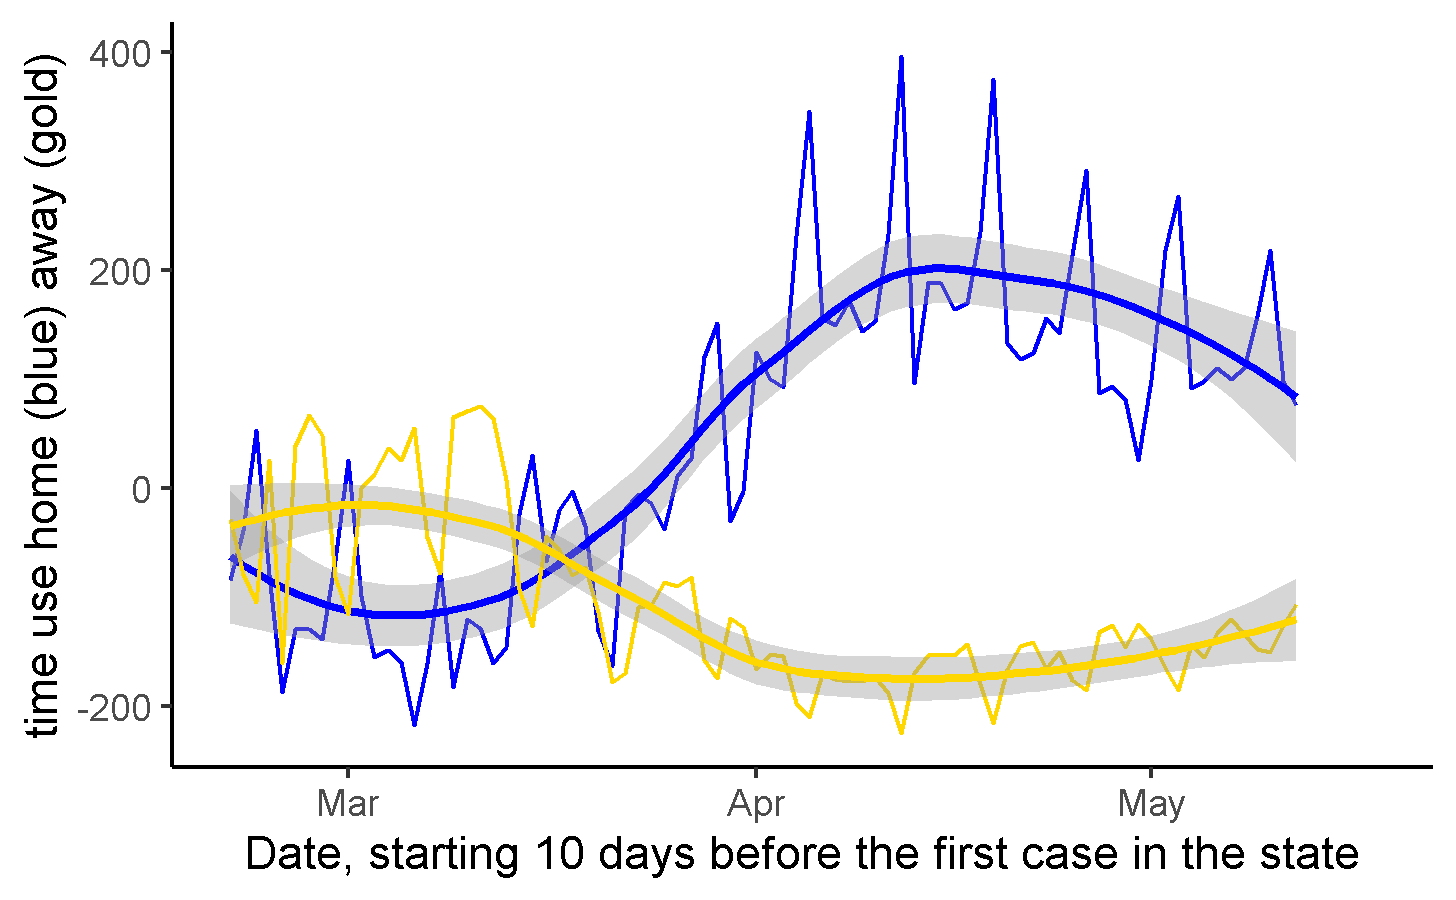 time use home (blue) away (gold)
400
200
0
-200
Mar
Apr
May
Date, starting 10 days before the first case in the state